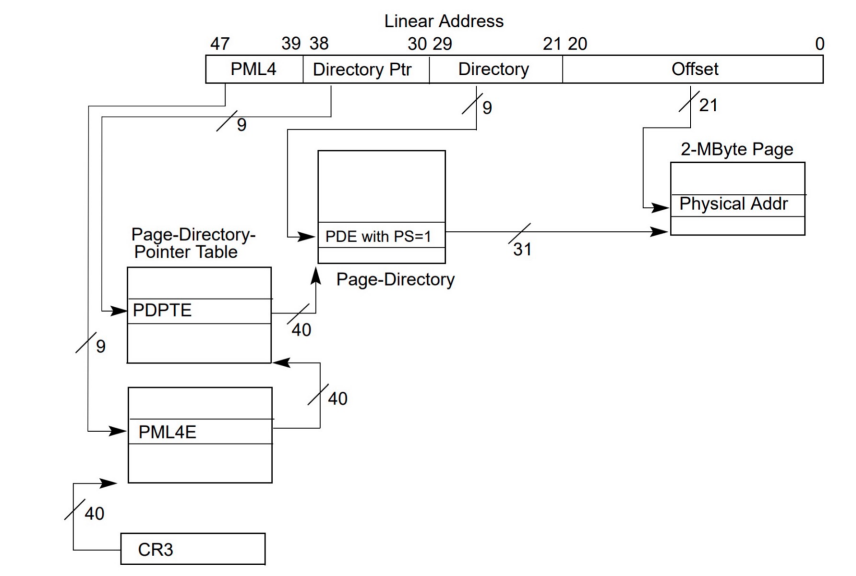 Linear Address
47 39 38 30 29 21 20 0
PML4 Directory Ptr Directory Offset
9
9
21
2-MByte Page
Physical Addr
PDE with PS=1
31
Page-Directory
Page-Directory-
Pointer Table
PDPTE
40
9
40
PML4E
40
CR3